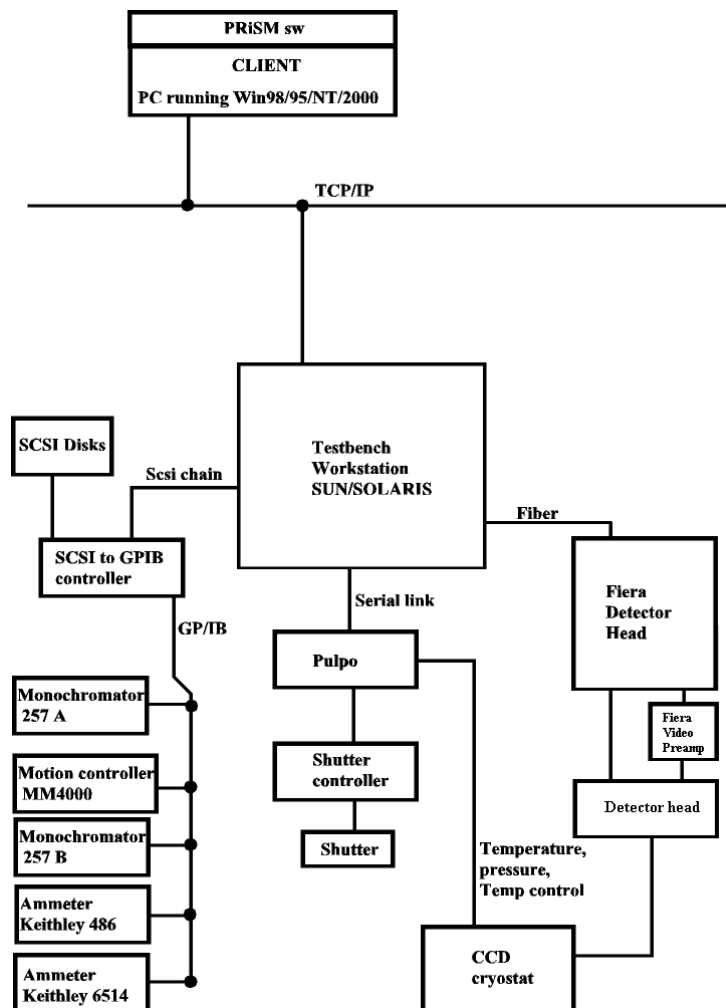 PRiSM sw
CLIENT
PC running Win98/95/NT/2000
TCP/IP
SCSI Disks
Scsi chain
Testbench
Workstation
SUN/SOLARIS
Fiber
SCSI to GPIB
controller
GP/IB
Serial link
Fiera
Detector
Head
Pulpo
Monochromator
257 A
Fiera
Video
Preamp
Motion controller
MM4000
Shutter
controller
Detector head
Monochromator
257 B
Shutter
Temperature,
pressure,
Temp control
Ammeter
Keithley 486
Ammeter
Keithley 6514
CCD
cryostat